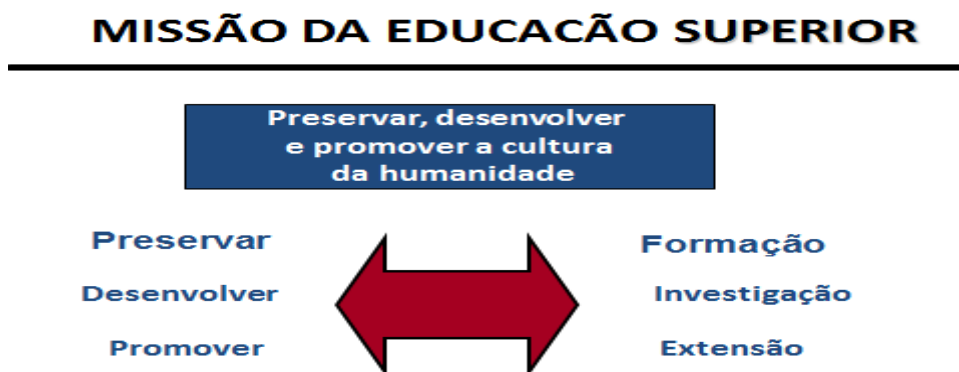 MISSÃO DA EDUCACÃO SUPERIOR
Preservar, desenvolver
e promover a cultura
da humanidade
Preservar
Formação
Desenvolver
Investigação
Promover
Extensão